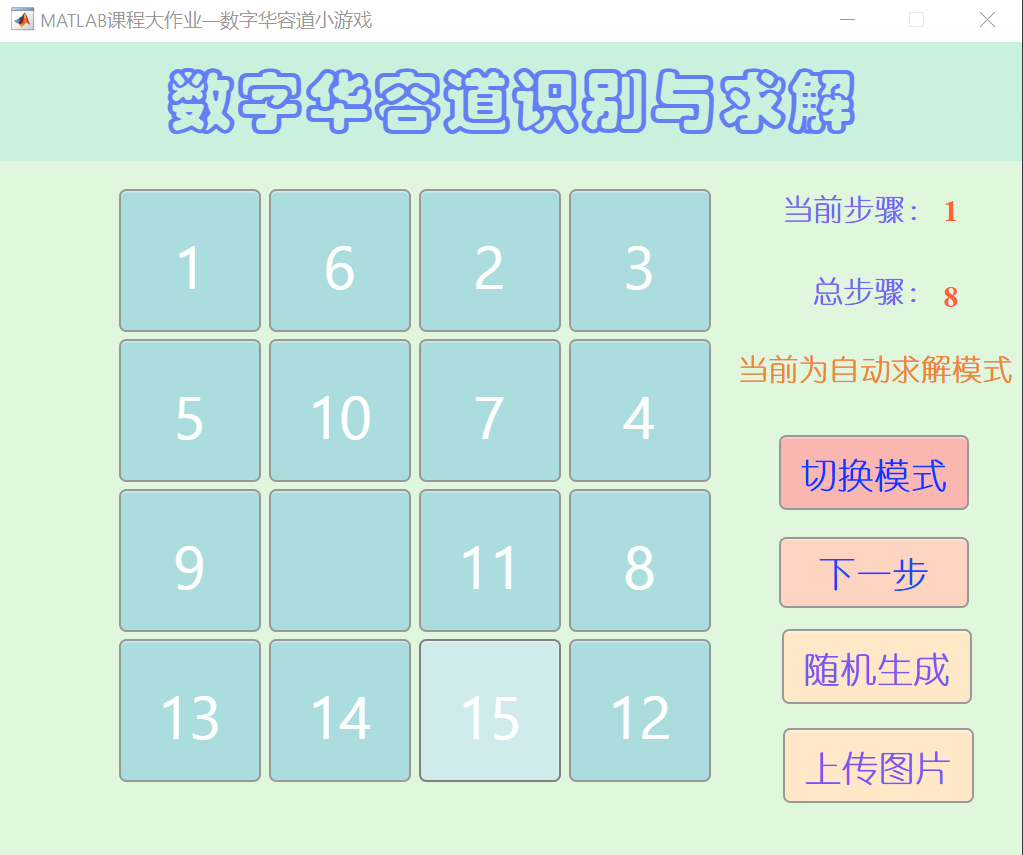 MATLAB课程大作业—数字华容道小游戏
数字华容道识别与求解
1 6 2 3
5 10 7 4
9 11 8
13 14 15 12
当前步骤： 1
总步骤： 8
当前为自动求解模式
切换模式
下一步
随机生成
上传图片